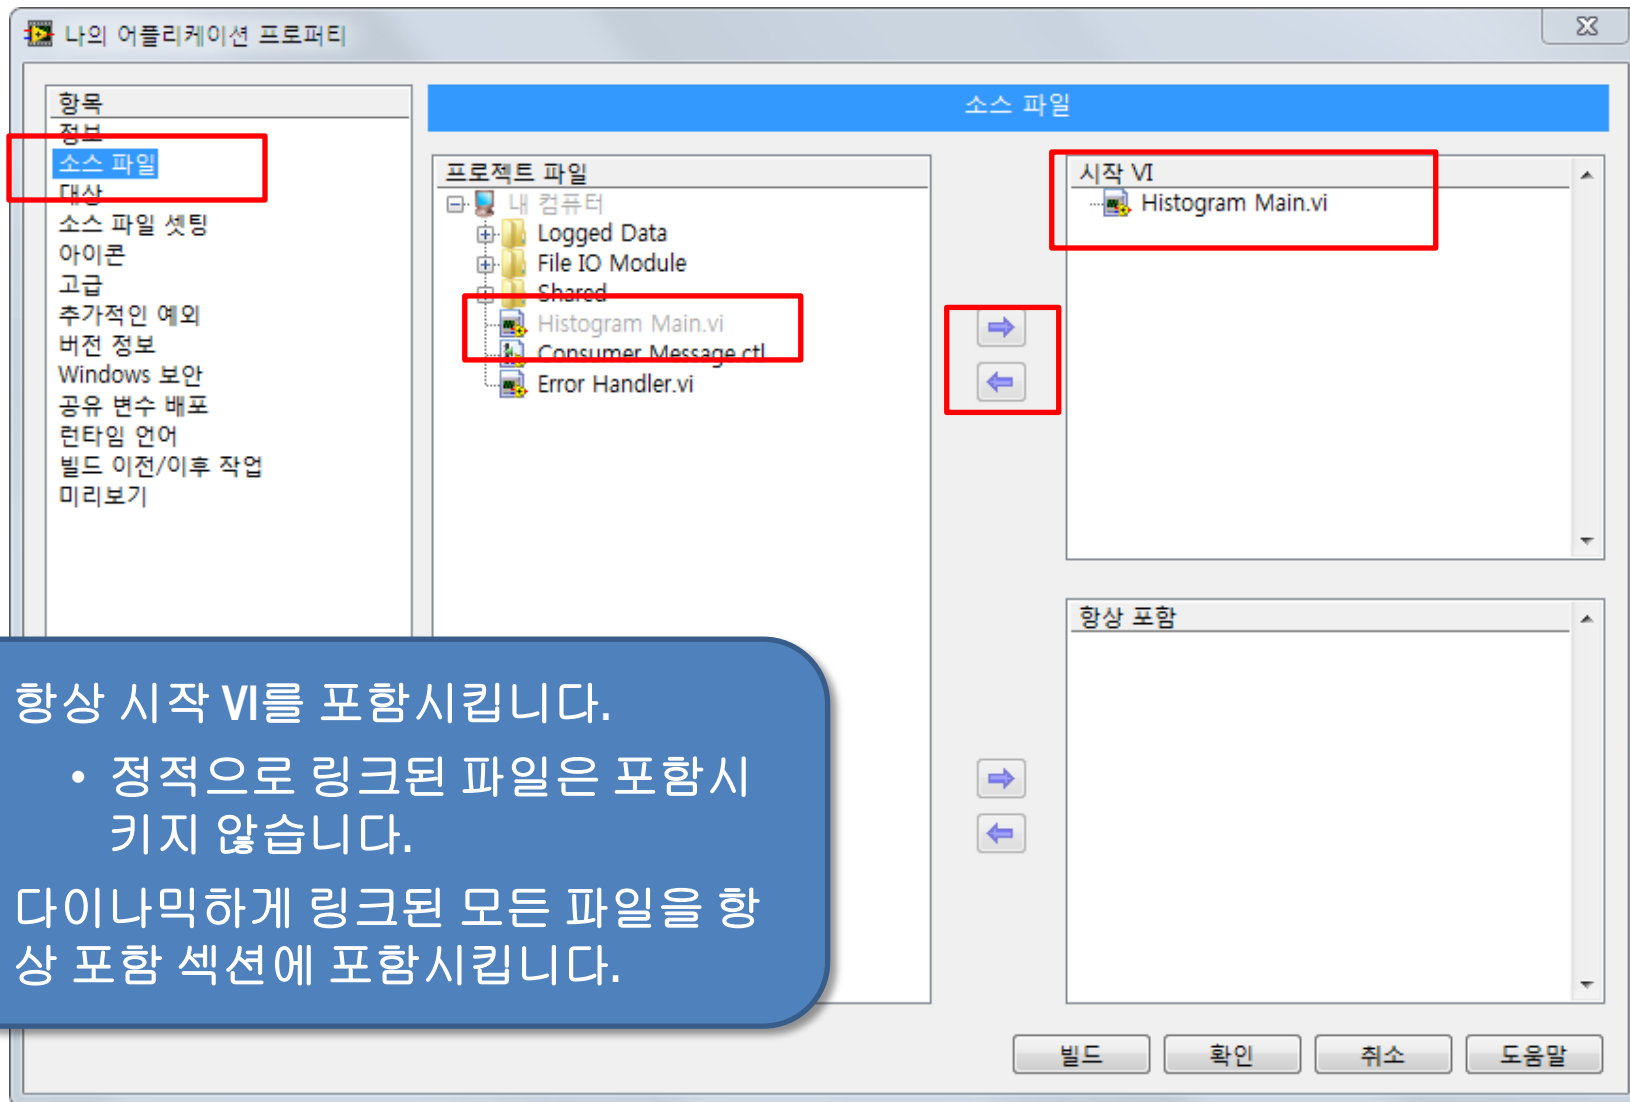 나의 어플리케이션 프로퍼티
항목
정보
소스 파일
대상
소스 파일 셋팅
아이콘
고급
추가적인 예외
버전 정보
Windows 보안
공유 변수 배포
런타임 언어
빌드 이전/이후 작업
미리보기
소스 파일
프로젝트 파일
내 컴퓨터
Logged Data
File IO Module
Shared
Histogram Main.vi
Consumer Message.ctl
Error Handler.vi
시작 VI
Histogram Main.vi
항상 포함
항상 시작 VI를 포함시킵니다.
• 정적으로 링크된 파일은 포함시
키지 않습니다.
다이나믹하게 링크된 모든 파일을 항
상 포함 섹션에 포함시킵니다.
빌드
확인
취소
도움말